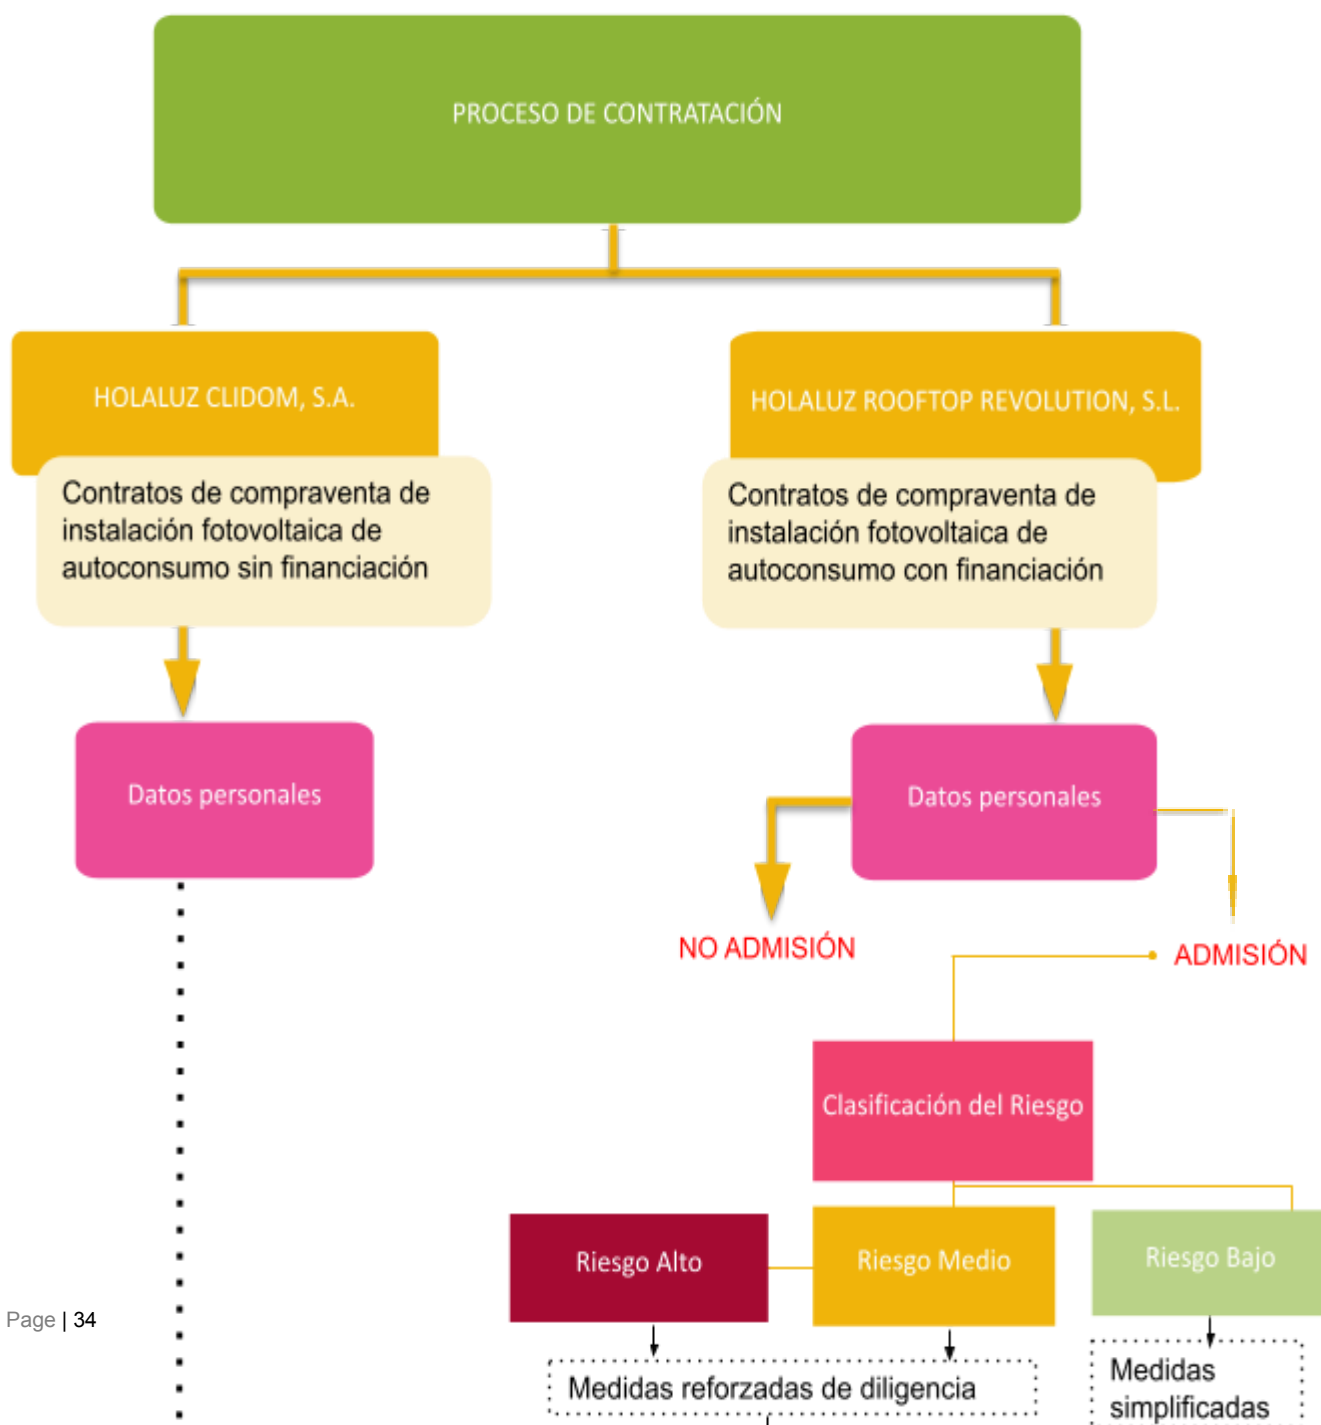 PROCESO DE CONTRATACIÓN
HOLALUZ CLIDOM, S.A.
Contratos de compraventa de
instalación fotovoltaica de
autoconsumo sin financiación
HOLALUZ ROOFTOP REVOLUTION, S.L.
Contratos de compraventa de
instalación fotovoltaica de
autoconsumo con financiación
Datos personales
Datos personales
NO ADMISIÓN
ADMISIÓN
Clasificación del Riesgo
Riesgo Alto
Riesgo Medio
Riesgo Bajo
Page | 34
Medidas reforzadas de diligencia
Medidas
simplificadas